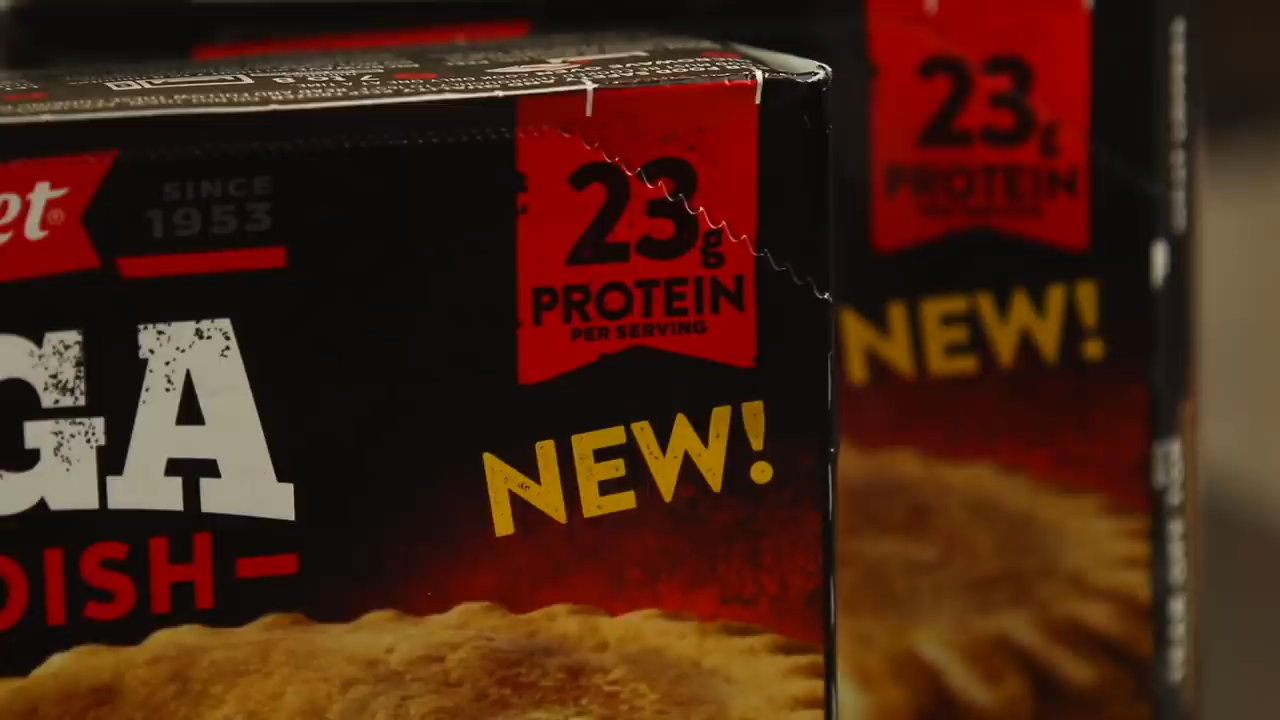 et®
SINCE
1953
GA
DISH
23g
PROTEIN
PER SERVING
NEW!
23g
PROTEIN
NEW!